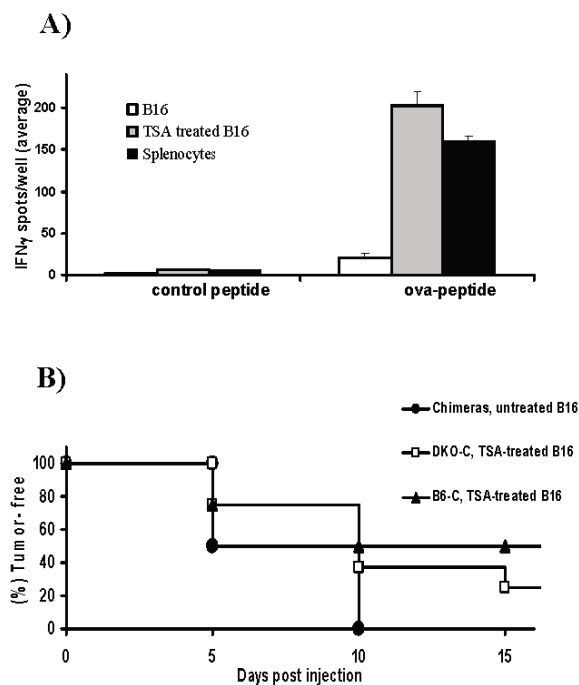 A)
IFNγ spots/well (average)
200
150
100
50
0
B16
TSA treated B16
Splenocytes
control peptide
ova-peptide
B)
Chimeras, untreated B16
DKO-C, TSA-treated B16
B6-C, TSA-treated B16
(%) Tumor- free
100
80
60
40
20
0
0
5
10
15
Days post injection